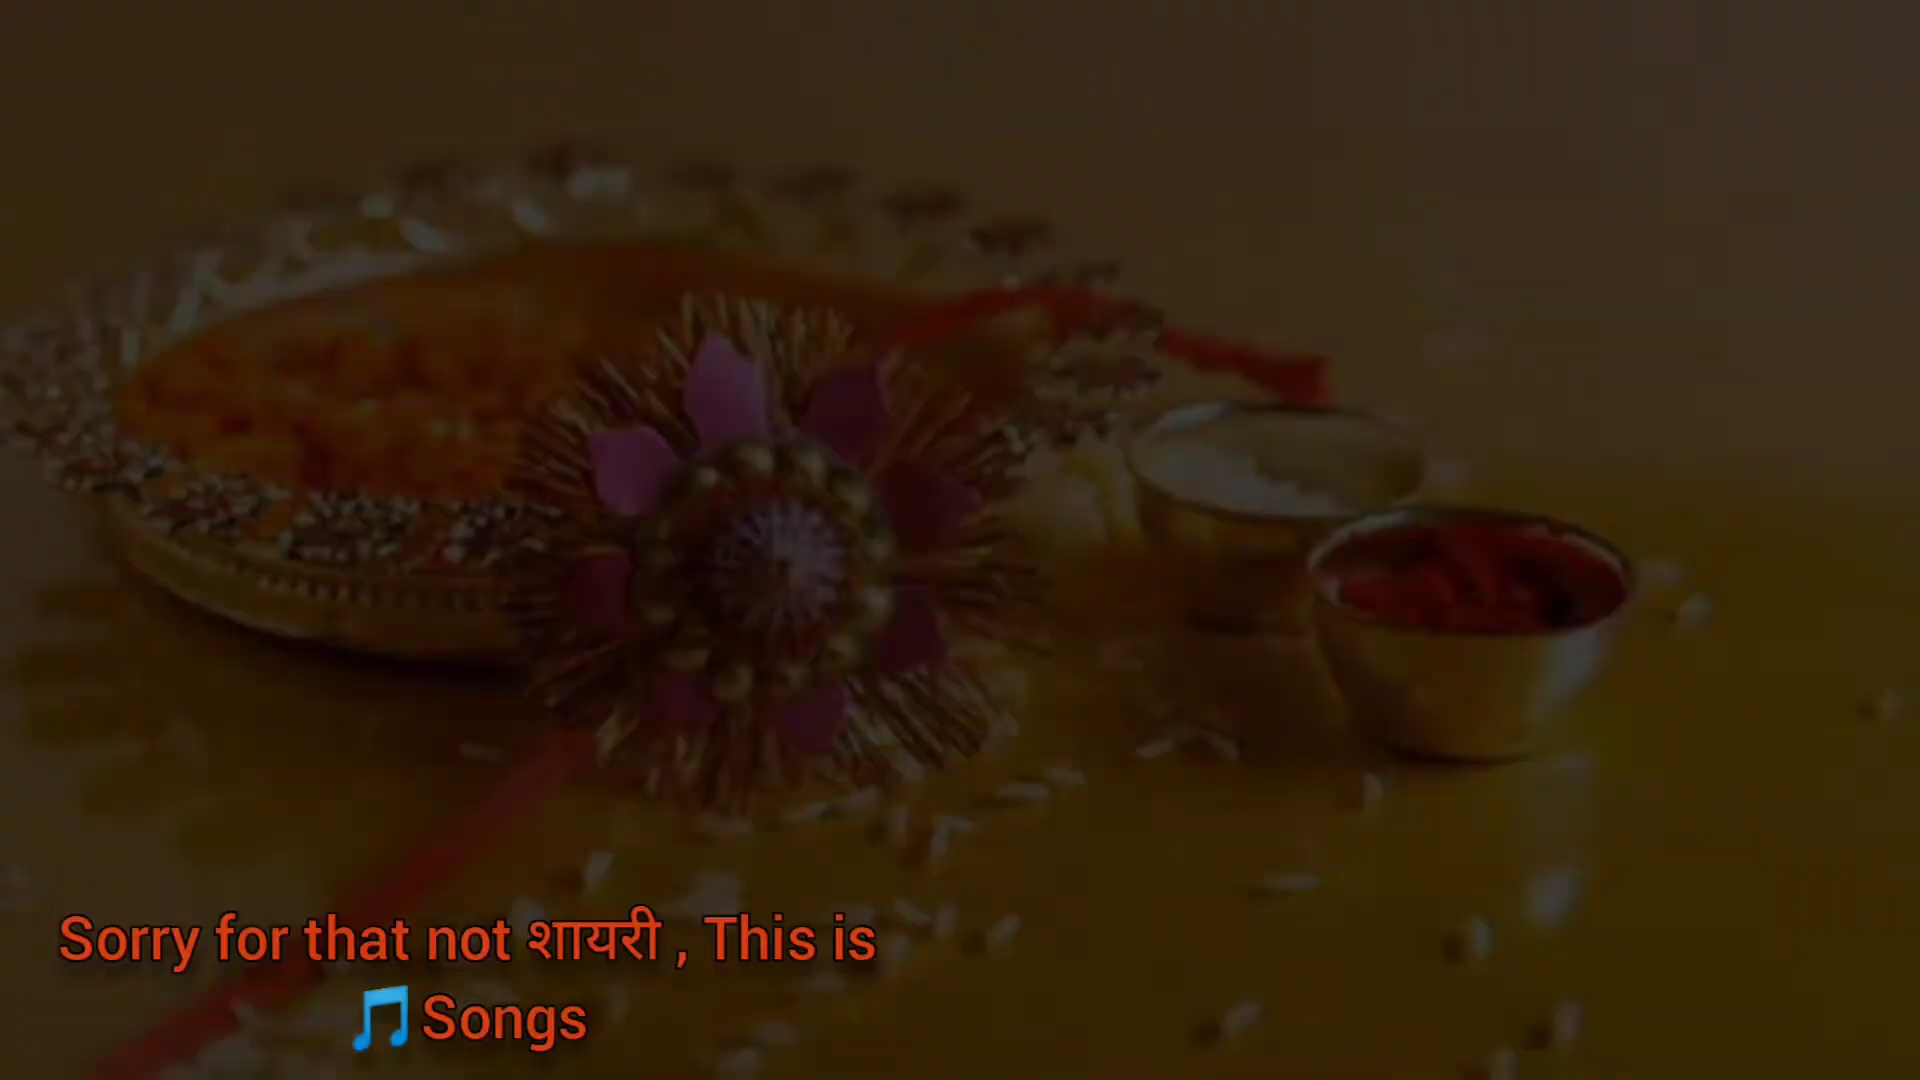 Sorry for that not शायरी , This is
🎵Songs